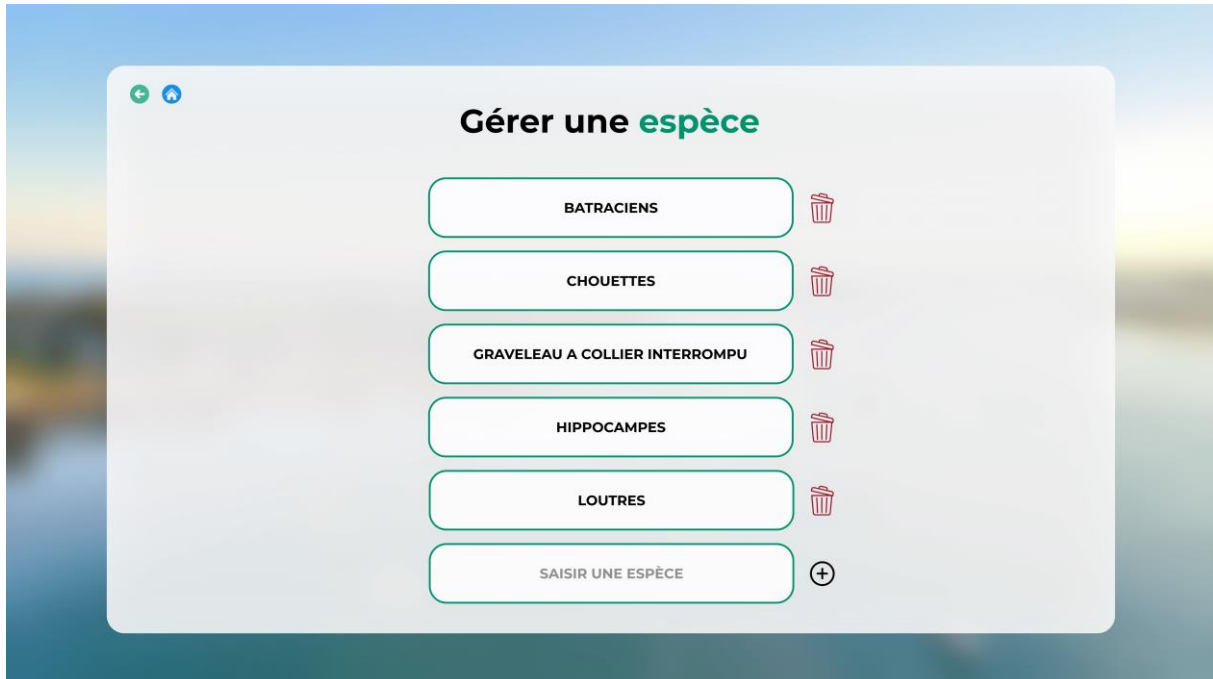 Gérer une espèce
BATRACIENS
CHOUETTES
GRAVELEAU A COLLIER INTERROMPU
HIPPOCAMPES
LOUTRES
SAISIR UNE ESPÈCE